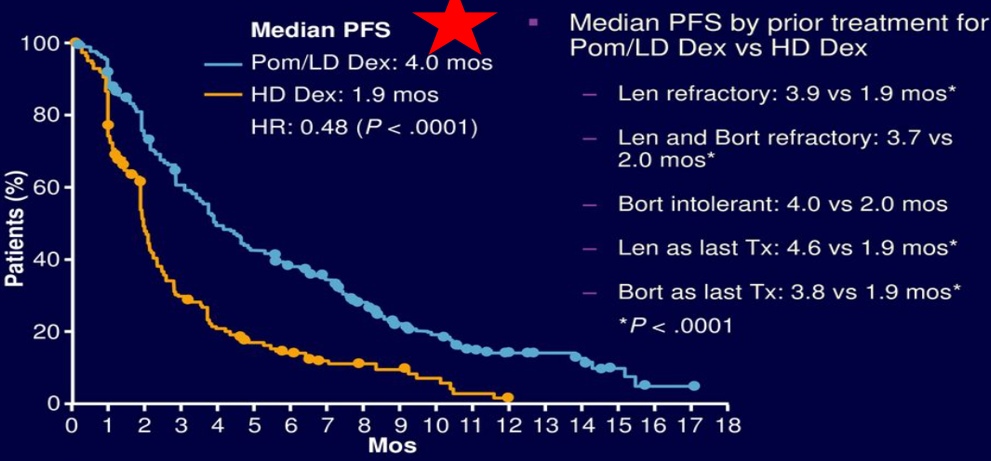 Median PFS
Pom/LD Dex: 4.0 mos
HD Dex: 1.9 mos
HR: 0.48 (P < .0001)
Patients (%)
100
80
60
40
20
0
0 1 2 3 4 5 6 7 8 9 10 11 12 13 14 15 16 17 18
Mos
▪ Median PFS by prior treatment for
Pom/LD Dex vs HD Dex
– Len refractory: 3.9 vs 1.9 mos*
– Len and Bort refractory: 3.7 vs
2.0 mos*
– Bort intolerant: 4.0 vs 2.0 mos
– Len as last Tx: 4.6 vs 1.9 mos*
– Bort as last Tx: 3.8 vs 1.9 mos*
*P < .0001